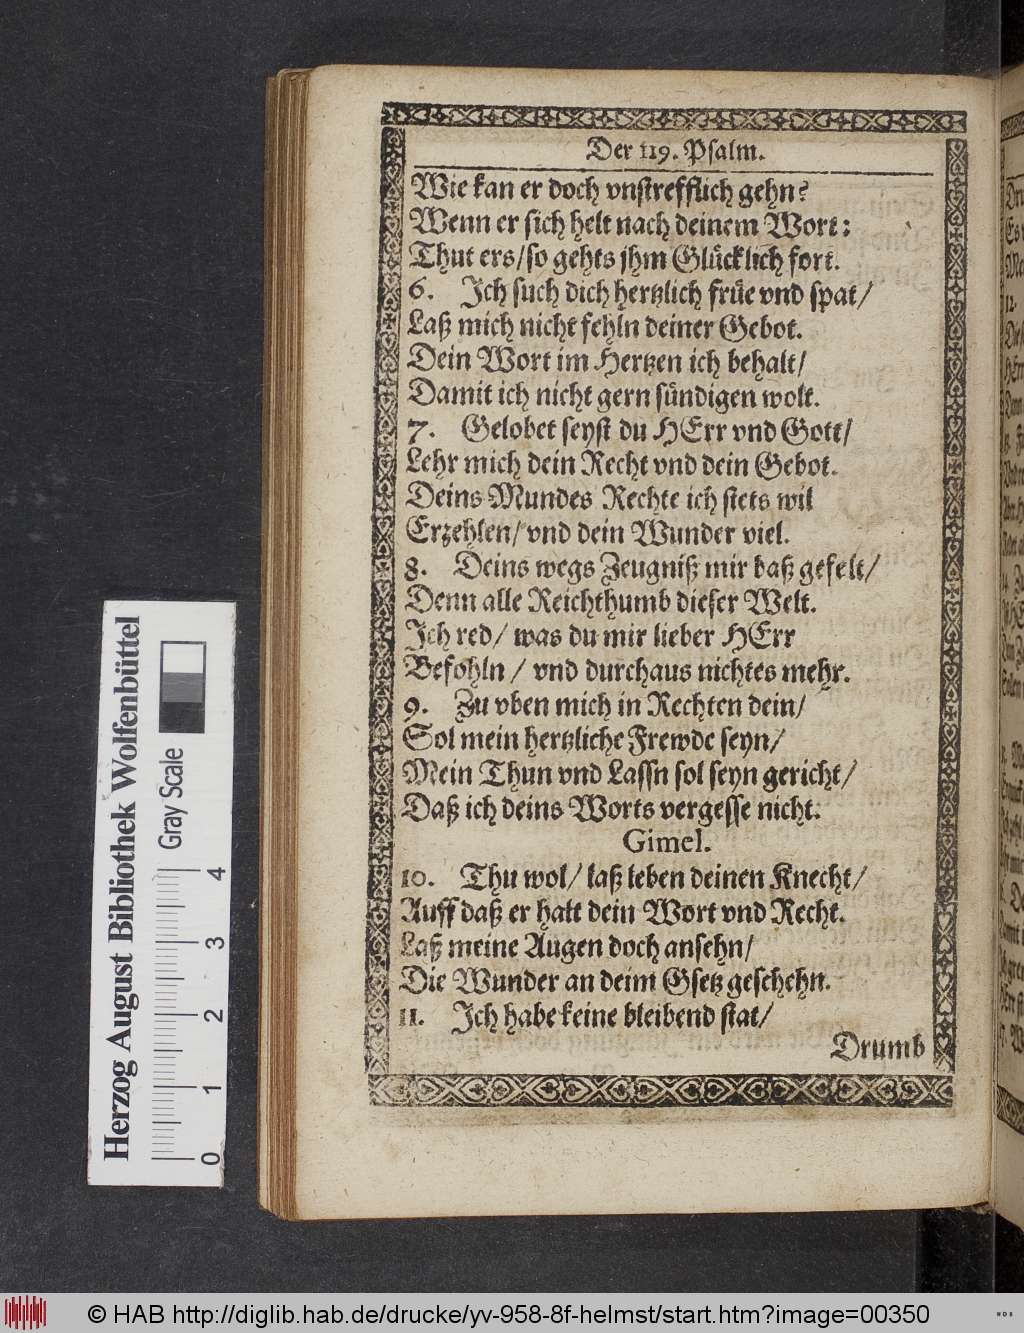 Der 119. Psalm.
Wie kan er doch vnstrefflich gehn?
Wenn er sich helt nach deinem Wort:
Thut ers/so gehts jhm Glücklich fort.
6. Ich such dich hertzlich früe vnd spat/
Laß mich nicht fehln deiner Gebot.
Dein Wort im Hertzen ich behalt/
Damit ich nicht gern sündigen wolt.
7. Gelobet seyst du HErr vnd Gott/
Lehr mich dein Recht vnd dein Gebot.
Deins Mundes Rechte ich stets wil
Erzehlen/vnd dein Wunder viel.
8. Deins wegs Zeugniß mir baß gefelt/
Denn alle Reichthumb dieser Welt.
Ich red/ was du mir lieber HErr
Befohln / vnd durchaus nichtes mehr.
9. Zu vben mich in Rechten dein/
Sol mein hertzliche Frewde seyn/
Mein Thun vnd Lassn sol seyn gericht/
Daß ich deins Worts vergesse nicht.
Gimel.
10. Thu wol/ laß leben deinen Knecht/
Auff daß er halt dein Wort vnd Recht.
Laß meine Augen doch ansehn/
Die Wunder an deim Gsetz geschehn.
11. Ich habe keine bleibend stat/
Drumb
Herzog August Bibliothek Wolfenbüttel
Gray Scale
0 1 2 3 4
© HAB http://diglib.hab.de/drucke/yv-958-8f-helmst/start.htm?image=00350